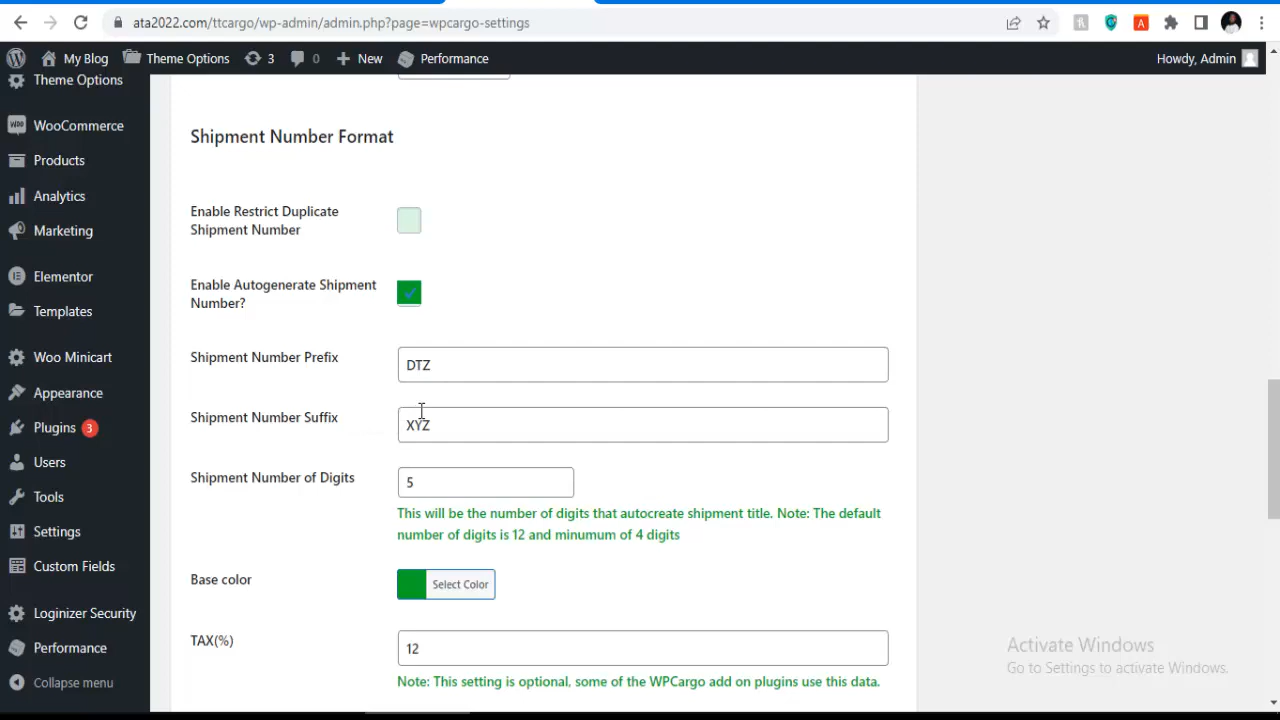 ata2022.com/ttcargo/wp-admin/admin.php?page=wpcargo-settings
My Blog
Theme Options
3
0
New
Performance
Howdy, Admin
Theme Options
WooCommerce
Products
Analytics
Marketing
Elementor
Templates
Woo Minicart
Appearance
Plugins 3
Users
Tools
Settings
Custom Fields
Loginizer Security
Performance
Collapse menu
Shipment Number Format
Enable Restrict Duplicate
Shipment Number
Enable Autogenerate Shipment
Number?
Shipment Number Prefix
DTZ
Shipment Number Suffix
XYZ
Shipment Number of Digits
5
This will be the number of digits that autocreate shipment title. Note: The default
number of digits is 12 and minumum of 4 digits
Base color
Select Color
TAX(%)
12
Note: This setting is optional, some of the WPCargo add on plugins use this data.
Activate Windows
Go to Settings to activate Windows.